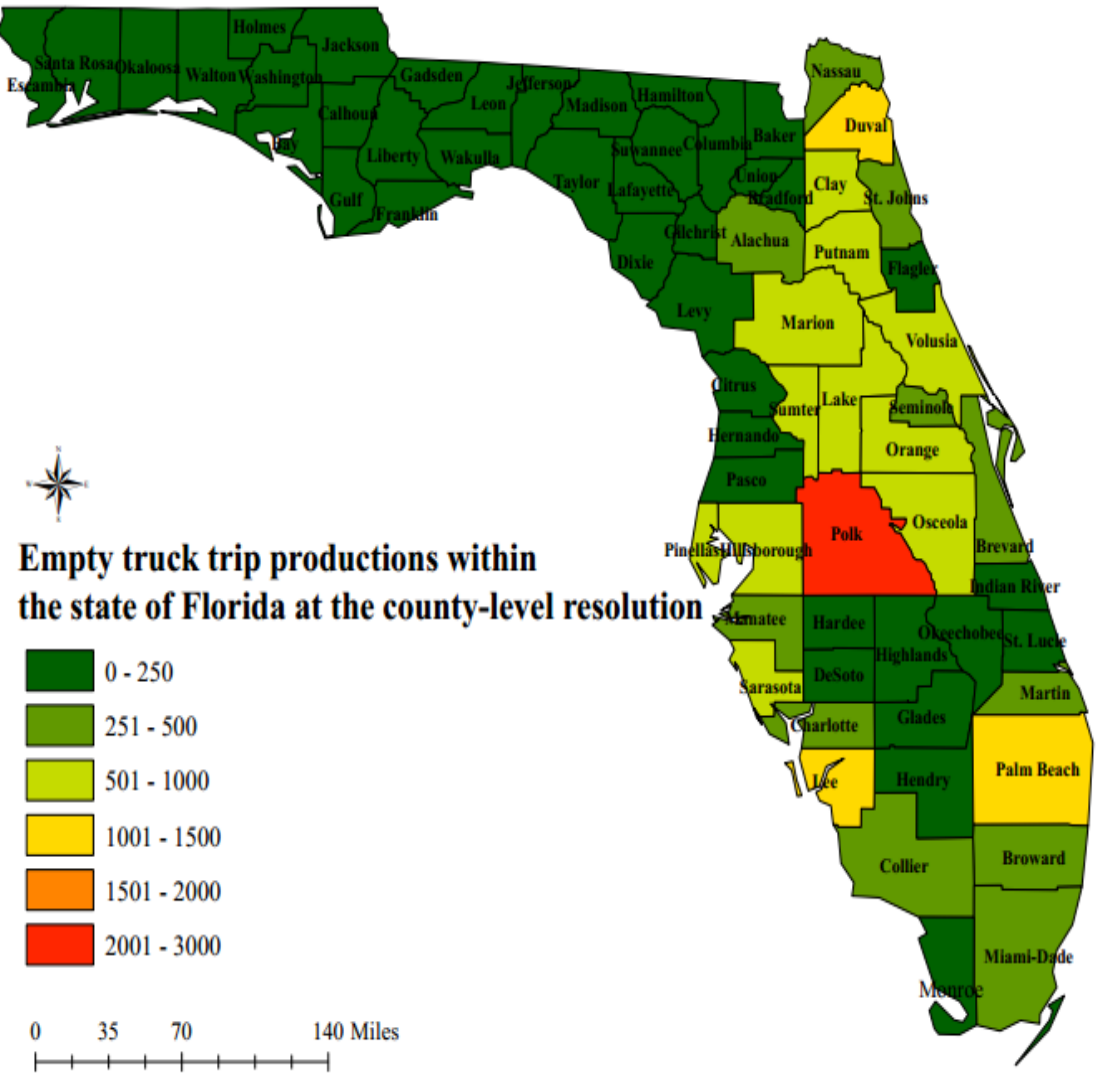 Holmes
Jackson
Santa Rosa
Okaloosa
Walton
Washington
Escambia
Gadsden
Jefferson
Leon
Madison
Hamilton
Nassau
Calhoun
Duval
Baker
Bay
Liberty
Wakulla
Suwannee
Columbia
Union
Taylor
Lafayette
Bradford
Clay
St. Johns
Gulf
Franklin
Gilchrist
Alachua
Putnam
Dixie
Flagler
Levy
Marion
Volusia
Citrus
Sumter
Lake
Seminole
Hernando
Orange
N
W
E
S
Pasco
Polk
Osceola
Pinellas
Hillsborough
Brevard
Empty truck trip productions within
the state of Florida at the county-level resolution
Indian River
Manatee
Hardee
Okeechobee
St. Lucie
Highlands
0 - 250
DeSoto
Sarasota
Martin
251 - 500
Charlotte
Glades
501 - 1000
Lee
Hendry
Palm Beach
1001 - 1500
Collier
Broward
1501 - 2000
2001 - 3000
Miami-Dade
Monroe
0 35 70 140 Miles